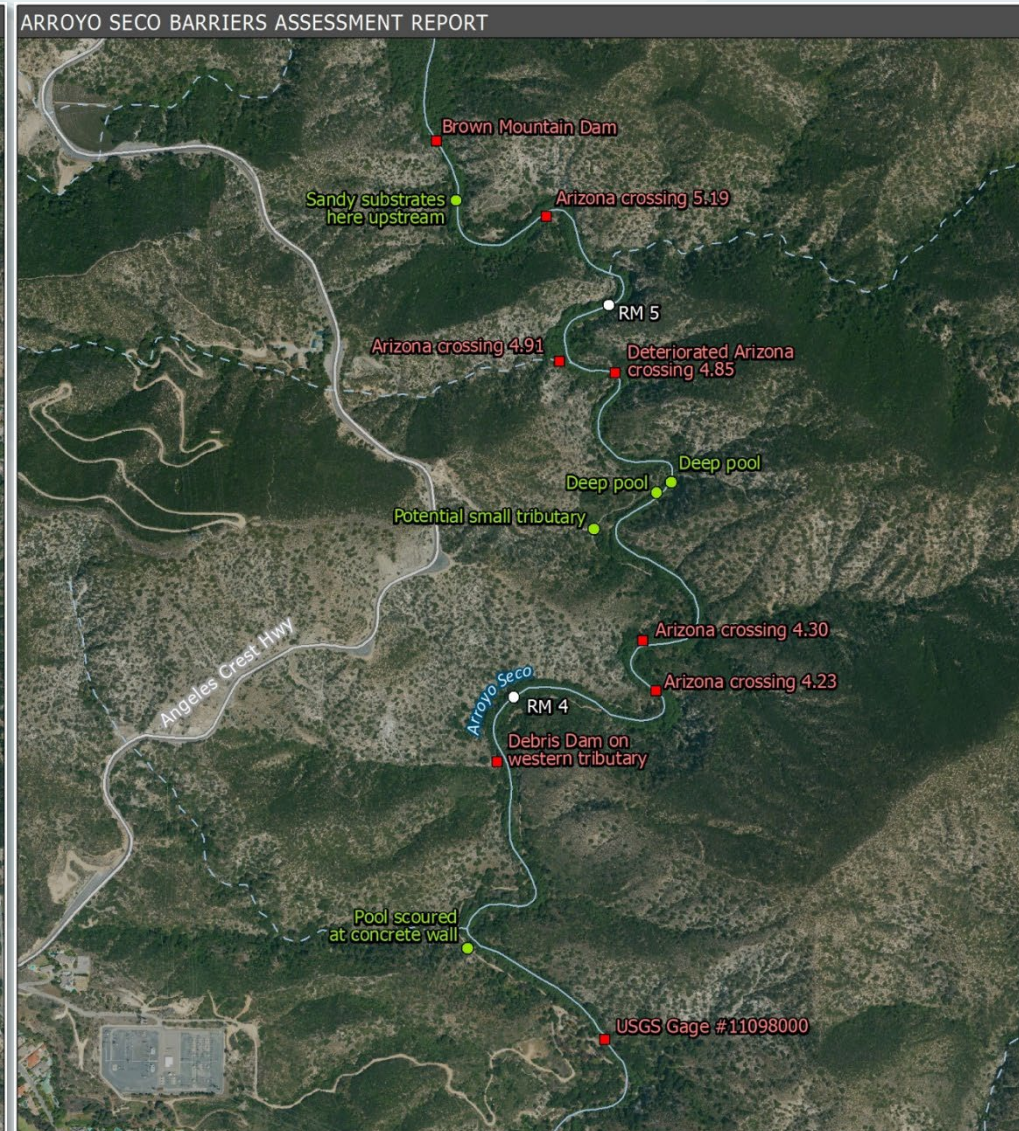 ARROYO SECO BARRIERS ASSESSMENT REPORT
Brown Mountain Dam
Sandy substrates
here upstream
Arizona crossing 5.19
RM 5
Arizona crossing 4.91
Deteriorated Arizona
crossing 4.85
Deep pool
Deep pool
Potential small tributary
Angeles Crest Hwy
Arizona crossing 4.30
Arizona crossing 4.23
Arroyo Seco
RM 4
Debris Dam on
western tributary
Pool scoured
at concrete wall
USGS Gage #11098000